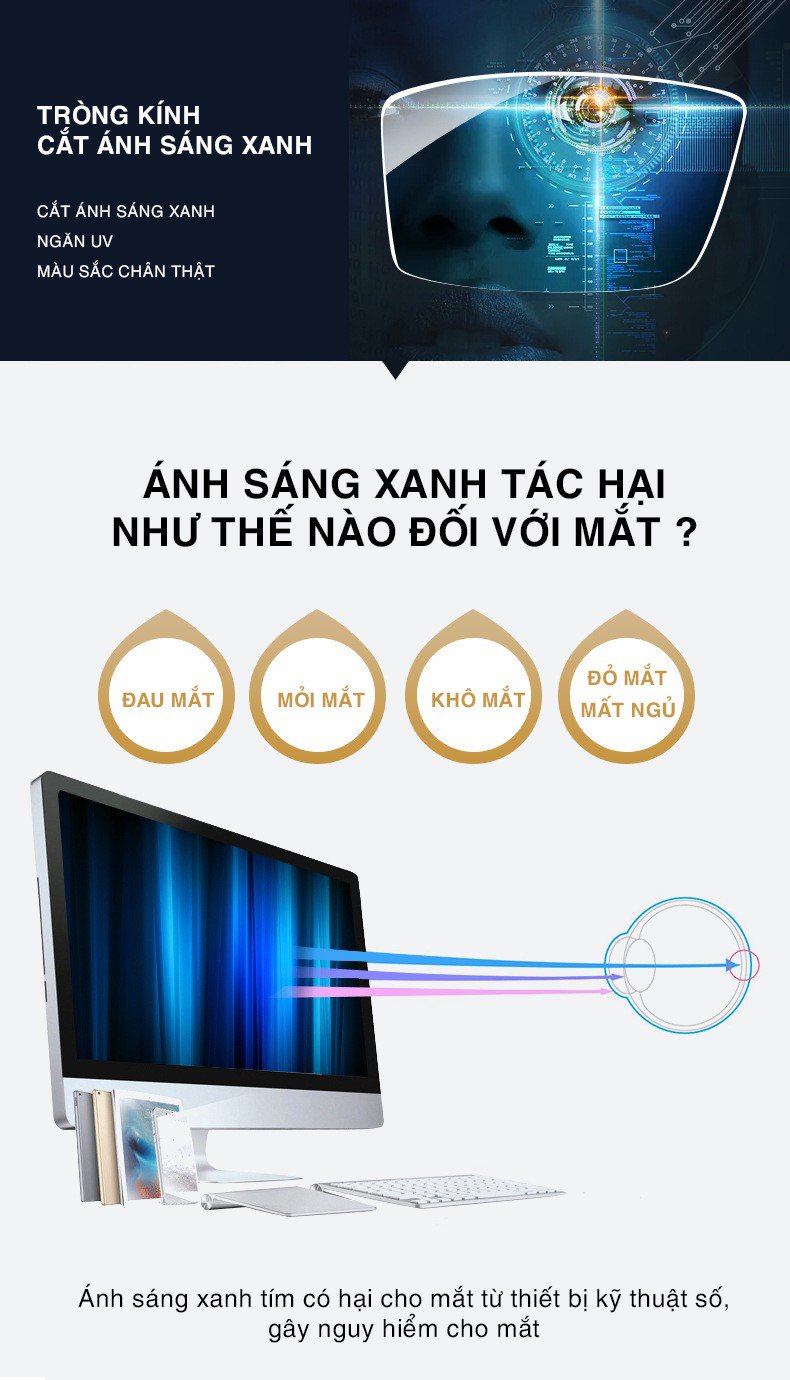 TRÒNG KÍNH
CẮT ÁNH SÁNG XANH
CẮT ÁNH SÁNG XANH
NGĂN UV
MÀU SẮC CHÂN THẬT
ÁNH SÁNG XANH TÁC HẠI
NHƯ THẾ NÀO ĐỐI VỚI MẮT ?
ĐAU MẮT
MỎI MẮT
KHÔ MẮT
ĐỎ MẮT
MẤT NGỦ
Ánh sáng xanh tím có hại cho mắt từ thiết bị kỹ thuật số,
gây nguy hiểm cho mắt